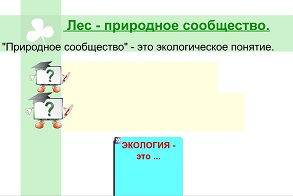 Лес - природное сообщество.
"Природное сообщество" - это экологическое понятие.
?
?
ЭКОЛОГИЯ -
это ...